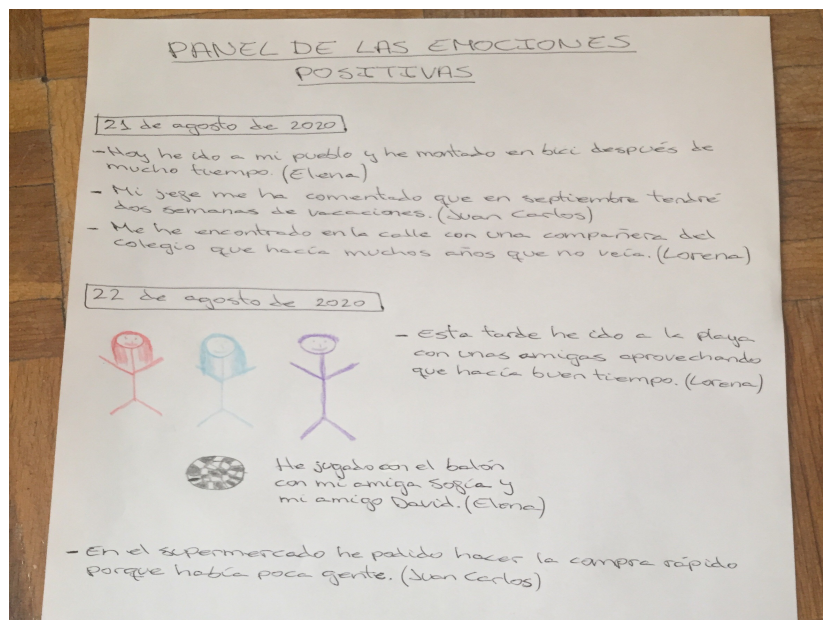 PANEL DE LAS EMOCIONES
POSITIVAS
21 de agosto de 2020
- Hoy he ido a mi pueblo y he montado en bici después de
mucho tiempo. (Elena)
- Mi jefe me ha comentado que en septiembre tendré
dos semanas de vacaciones. (Juan Carlos)
- Me he encontrado en la calle con una compañera del
colegio que hacía muchos años que no veía. (Lorena)
22 de agosto de 2020
- Esta tarde he ido a la playa
con unas amigas aprovechando
que hacía buen tiempo. (Lorena)
He jugado con el balón
con mi amiga Sofía y
mi amigo David. (Elena)
- En el supermercado he podido hacer la compra rápido
porque había poca gente. (Juan Carlos)